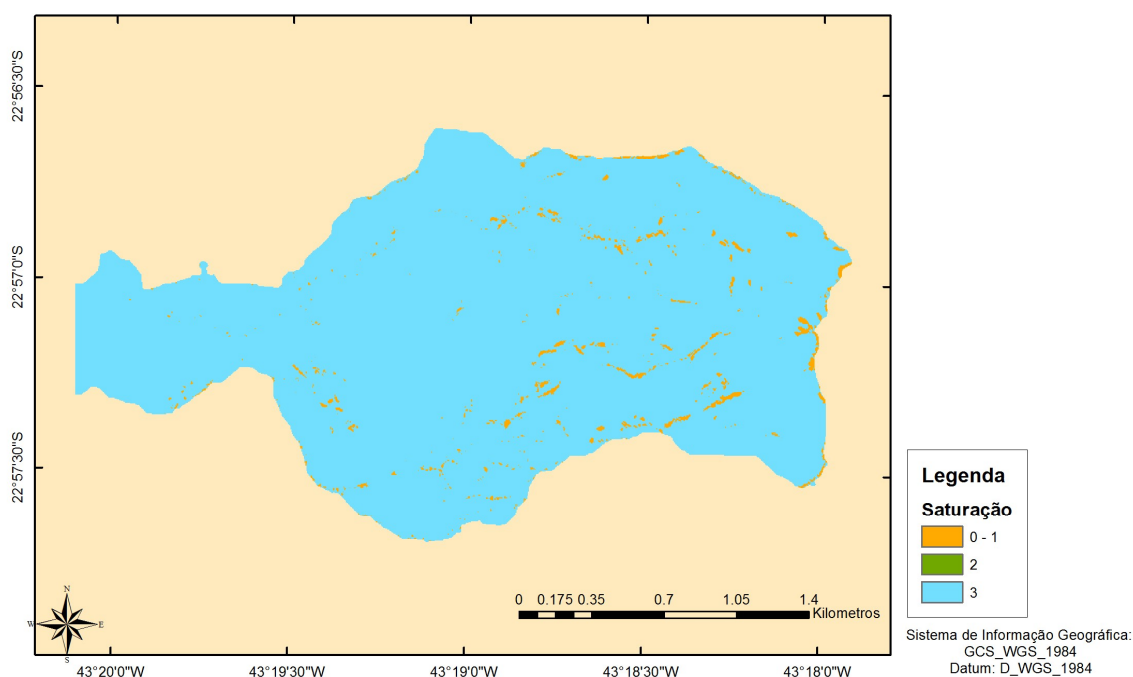 22°56'30"S
22°57'0"S
22°57'30"S
N
W
E
S
0 0.175 0.35 0.7 1.05 1.4
Kilometros
43°20'0"W 43°19'30"W 43°19'0"W 43°18'30"W 43°18'0"W
Legenda
Saturação
0 - 1
2
3
Sistema de Informação Geográfica:
GCS_WGS_1984
Datum: D_WGS_1984